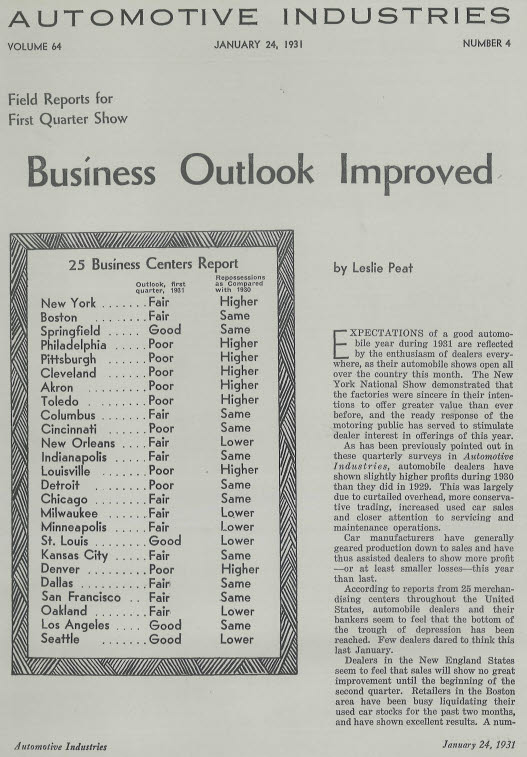 AUTOMOTIVE INDUSTRIES
VOLUME 64 JANUARY 24, 1931 NUMBER 4
Field Reports for
First Quarter Show
Business Outlook Improved
25 Business Centers Report
Outlook, first quarter, 1931 Repossessions as Compared with 1930
New York ....... Fair Higher
Boston ....... Fair Same
Springfield ...... Good Same
Philadelphia ..... Poor Higher
Pittsburgh ...... Poor Higher
Cleveland ...... Poor Higher
Akron ......... Poor Higher
Toledo ........ Poor Higher
Columbus ...... Fair Same
Cincinnati ...... Poor Same
New Orleans .... Fair Lower
Indianapolis ..... Fair Same
Louisville ...... Poor Higher
Detroit ........ Poor Same
Chicago ....... Fair Same
Milwaukee ..... Fair Lower
Minneapolis ..... Fair Lower
St. Louis ....... Good Lower
Kansas City .... Fair Same
Denver ........ Poor Higher
Dallas ......... Fair Same
San Francisco .. Fair Same
Oakland ....... Fair Lower
Los Angeles .... Good Same
Seattle ....... Good Lower
by Leslie Peat
EXPECTATIONS of a good automo-
bile year during 1931 are reflected
by the enthusiasm of dealers every-
where, as their automobile shows open all
over the country this month. The New
York National Show demonstrated that
the factories were sincere in their inten-
tions to offer greater value than ever
before, and the ready response of the
motoring public has served to stimulate
dealer interest in offerings of this year.
As has been previously pointed out in
these quarterly surveys in Automotive
Industries, automobile dealers have
shown slightly higher profits during 1930
than they did in 1929. This was largely
due to curtailed overhead, more conserva-
tive trading, increased used car sales
and closer attention to servicing and
maintenance operations.
Car manufacturers have generally
geared production down to sales and have
thus assisted dealers to show more profit
—or at least smaller losses—this year
than last.
According to reports from 25 merchan-
dising centers throughout the United
States, automobile dealers and their
bankers seem to feel that the bottom of
the trough of depression has been
reached. Few dealers dared to think this
last January.
Dealers in the New England States
seem to feel that sales will show no great
improvement until the beginning of the
second quarter. Retailers in the Boston
area have been busy liquidating their
used car stocks for the past two months,
and have shown excellent results. A num-
Automotive Industries January 24, 1931